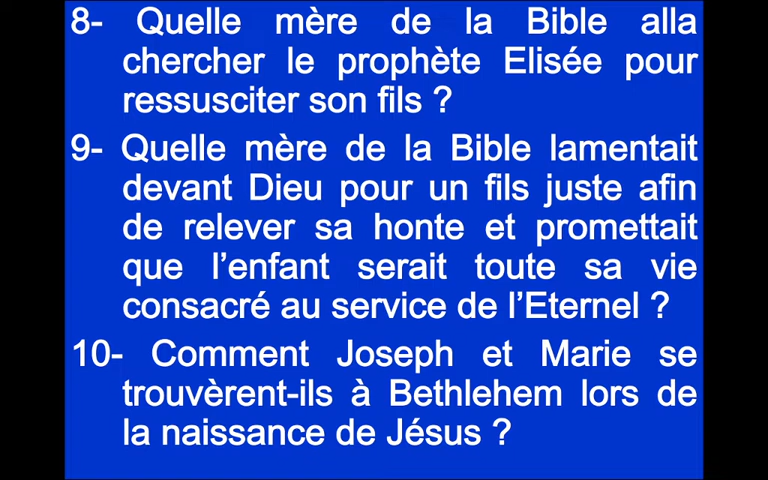 8- Quelle mère de la Bible alla
chercher le prophète Elisée pour
ressusciter son fils ?
9- Quelle mère de la Bible lamentait
devant Dieu pour un fils juste afin
de relever sa honte et promettait
que l’enfant serait toute sa vie
consacré au service de l’Eternel ?
10- Comment Joseph et Marie se
trouvèrent-ils à Bethlehem lors de
la naissance de Jésus ?